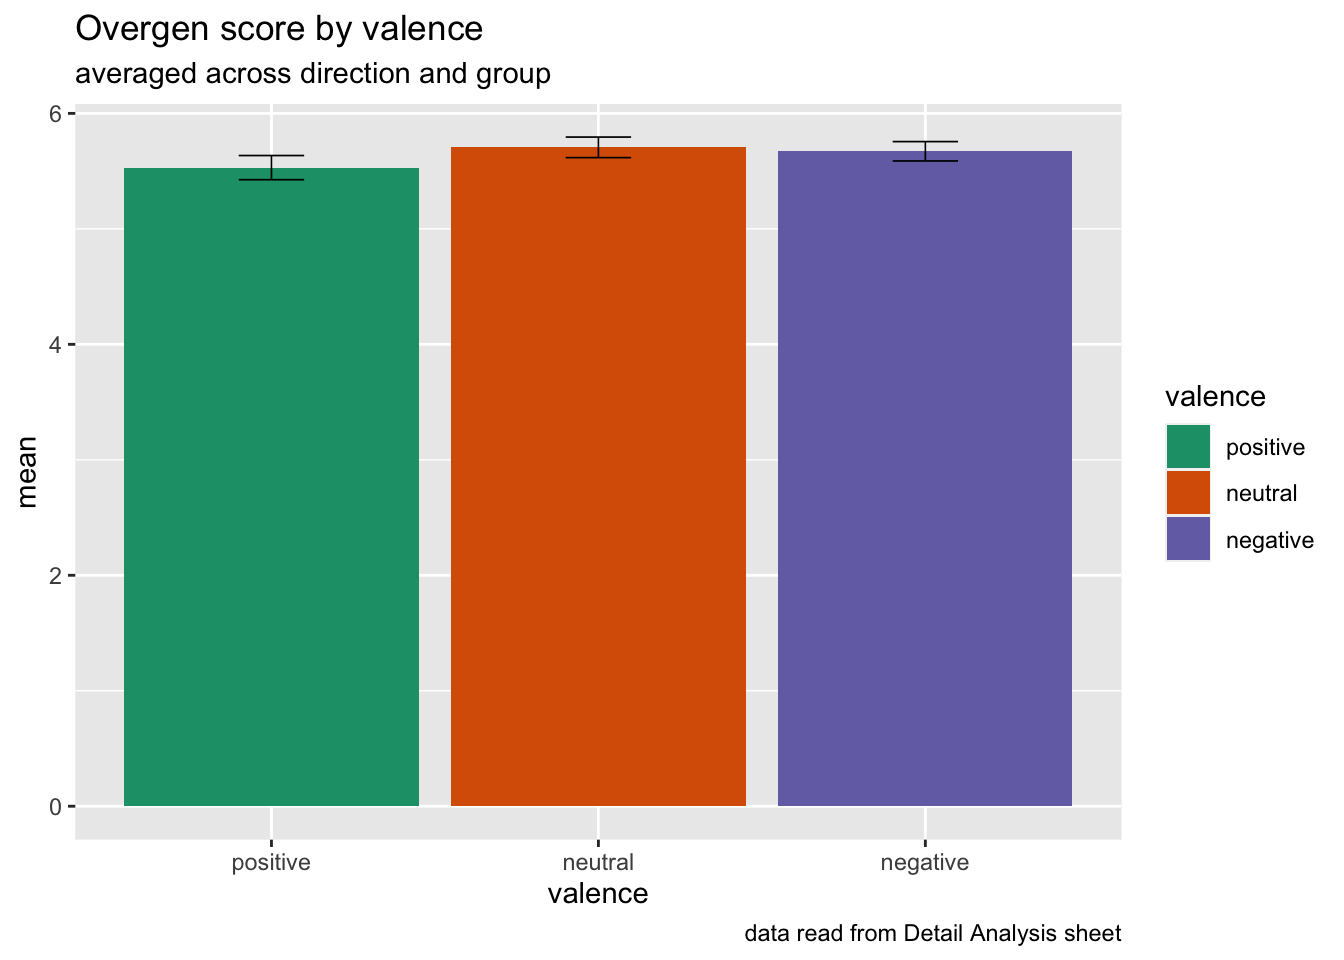 Overgen score by valence
averaged across direction and group
6
4
2
0
mean
positive
neutral
negative
valence
data read from Detail Analysis sheet
valence
positive
neutral
negative